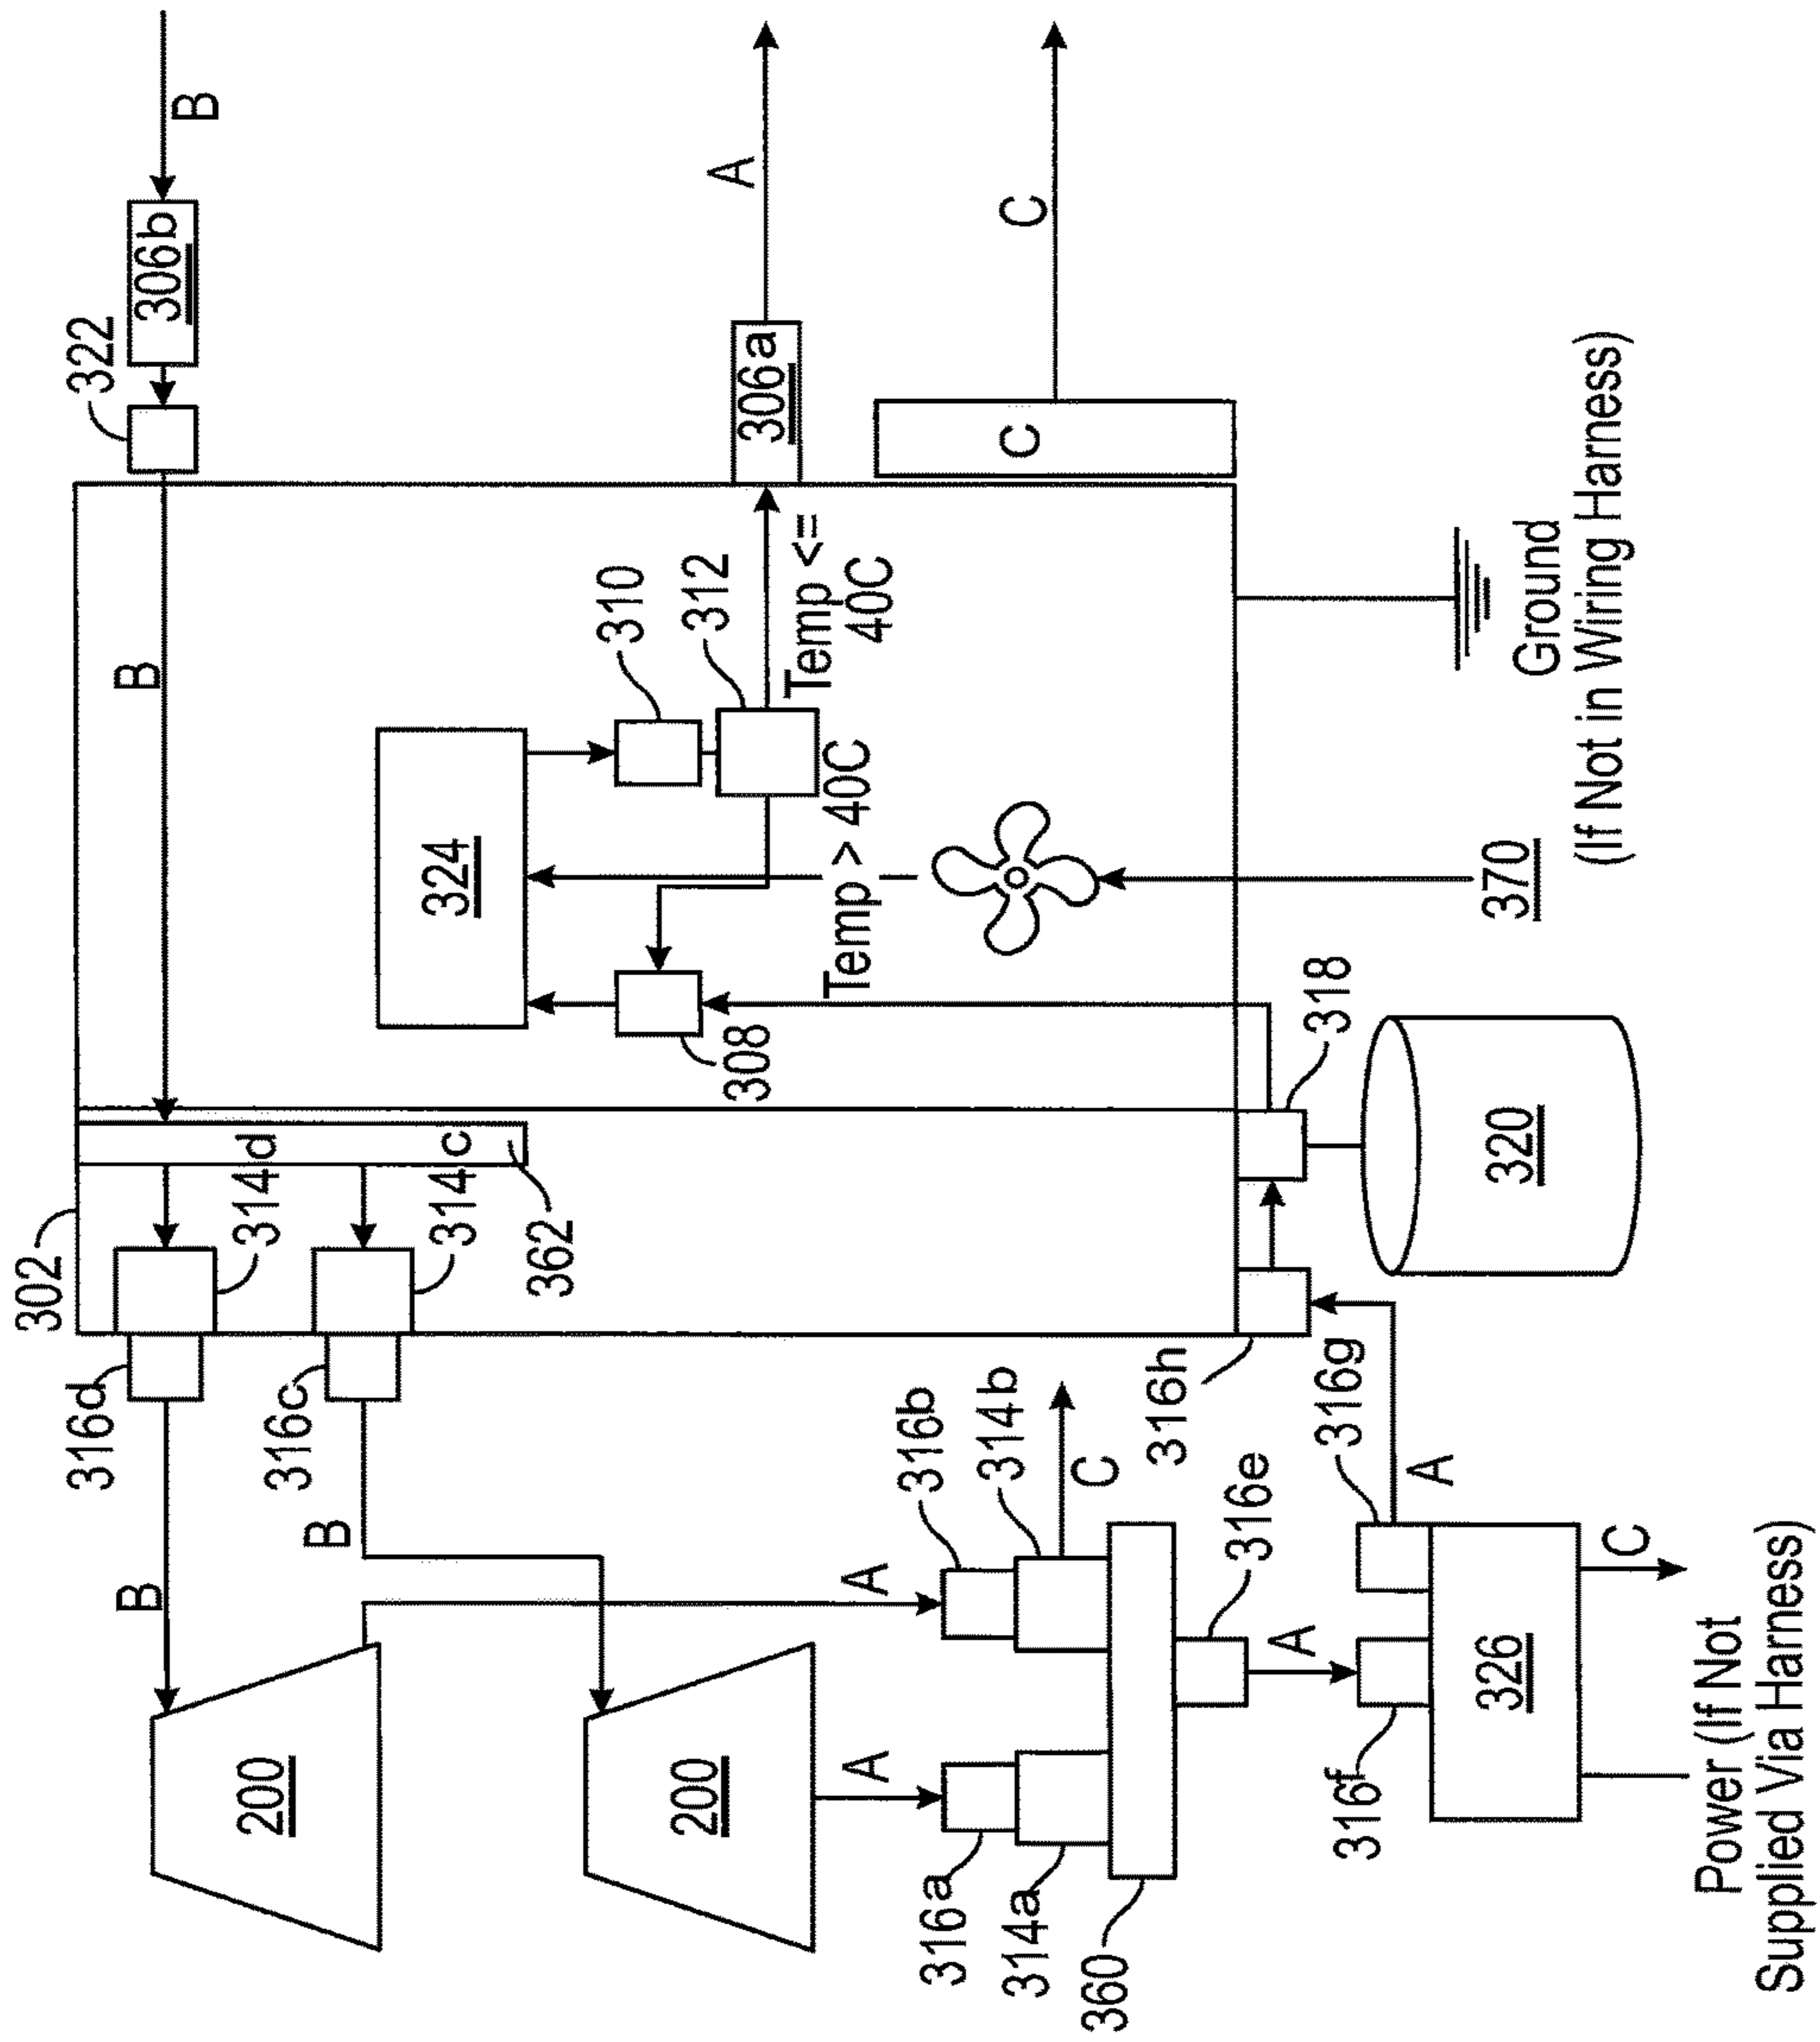 302
316d
322
B
B
306b
B
314d
200
316c
B
314c
324
362
310
200
312
A
308
306a
Temp <=
40C
Temp > 40C
A
A
316b
316a
314b
C
C
314a
C
360
316h
316e
A
318
316g
316f
A
326
320
370
Ground
(If Not in Wiring Harness)
C
Power (If Not
Supplied Via Harness)